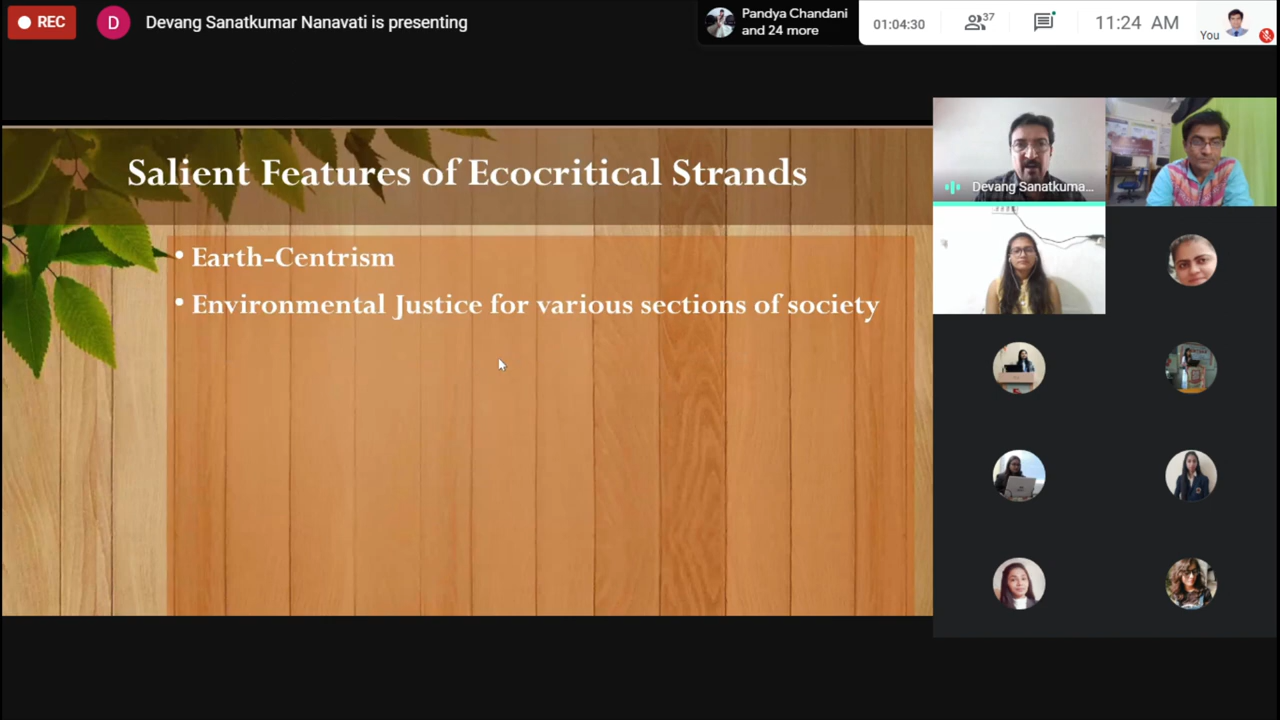 REC
D
Devang Sanatkumar Nanavati is presenting
Pandya Chandani
and 24 more
01:04:30
37
11:24 AM
You
Salient Features of Ecocritical Strands
• Earth-Centrism
• Environmental Justice for various sections of society
Devang Sanatkuma...